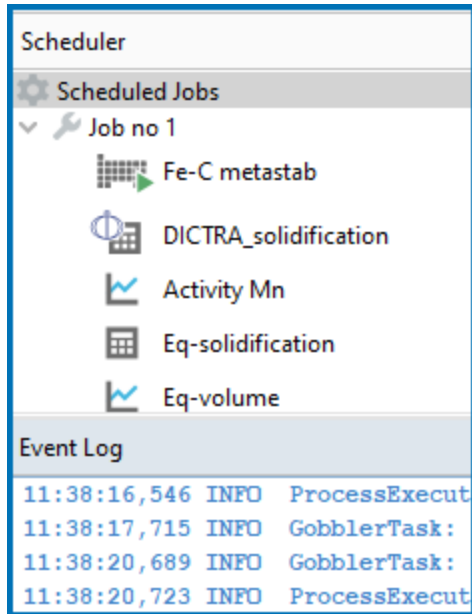 Scheduler
Scheduled Jobs
Job no 1
Fe-C metastab
DICTRA_solidification
Activity Mn
Eq-solidification
Eq-volume
Event Log
11:38:16,546 INFO ProcessExecut
11:38:17,715 INFO GobblerTask:
11:38:20,689 INFO GobblerTask:
11:38:20,723 INFO ProcessExecut